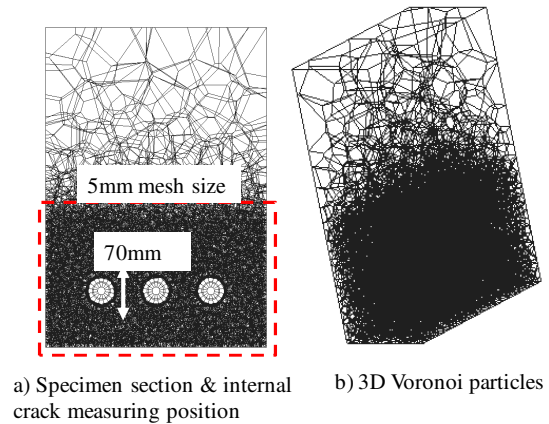 5mm mesh size
70mm
a) Specimen section & internal
crack measuring position
b) 3D Voronoi particles